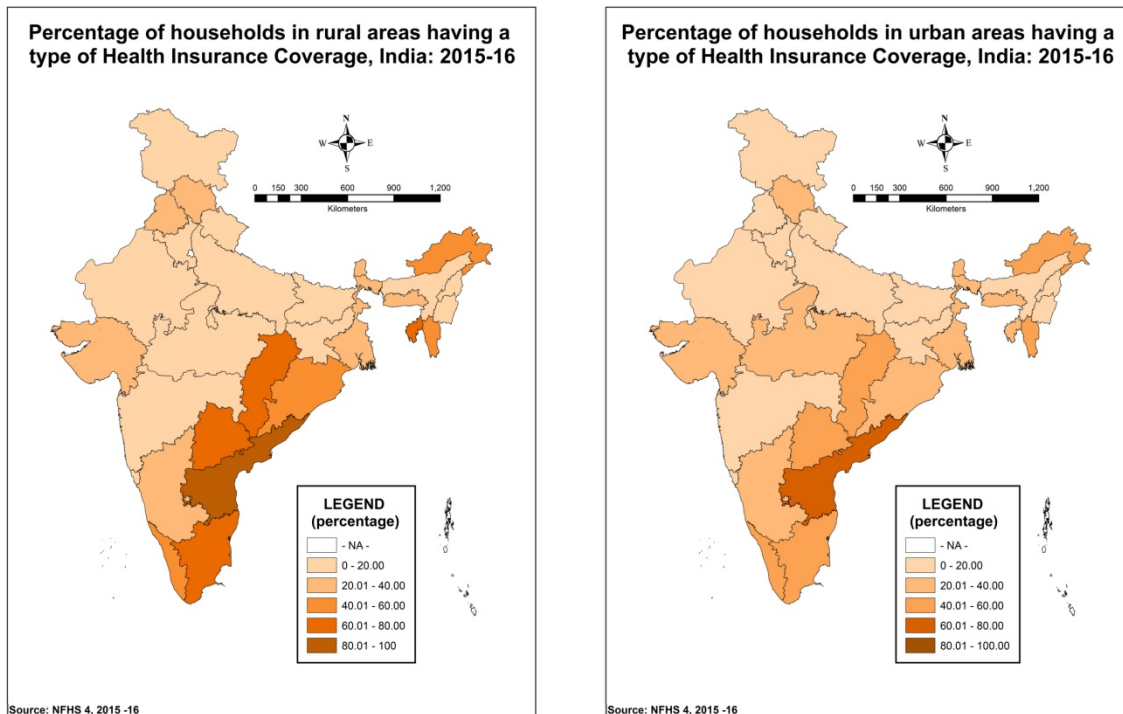 Percentage of households in rural areas having a
type of Health Insurance Coverage, India: 2015-16
N
W E
S
0 150 300 600 900 1,200
Kilometers
LEGEND
(percentage)
- NA -
0 - 20.00
20.01 - 40.00
40.01 - 60.00
60.01 - 80.00
80.01 - 100
Source: NFHS 4, 2015 -16
Percentage of households in urban areas having a
type of Health Insurance Coverage, India: 2015-16
N
W E
S
0 150 300 600 900 1,200
Kilometers
LEGEND
(percentage)
- NA -
0 - 20.00
20.01 - 40.00
40.01 - 60.00
60.01 - 80.00
80.01 - 100.00
Source: NFHS 4, 2015 -16